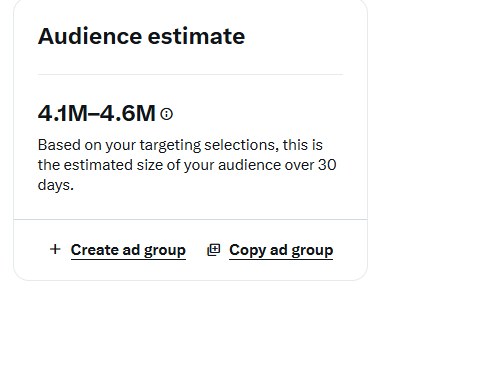 Audience estimate
4.1M–4.6M
Based on your targeting selections, this is
the estimated size of your audience over 30
days.
Create ad group
Copy ad group